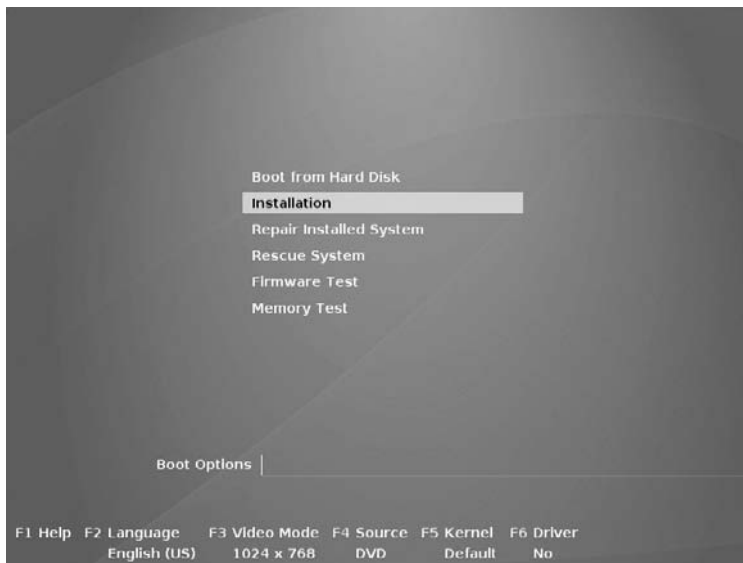 Boot from Hard Disk
Installation
Repair Installed System
Rescue System
Firmware Test
Memory Test
Boot Options
F1 Help F2 Language F3 Video Mode F4 Source F5 Kernel F6 Driver
English (US) 1024 x 768 DVD Default No